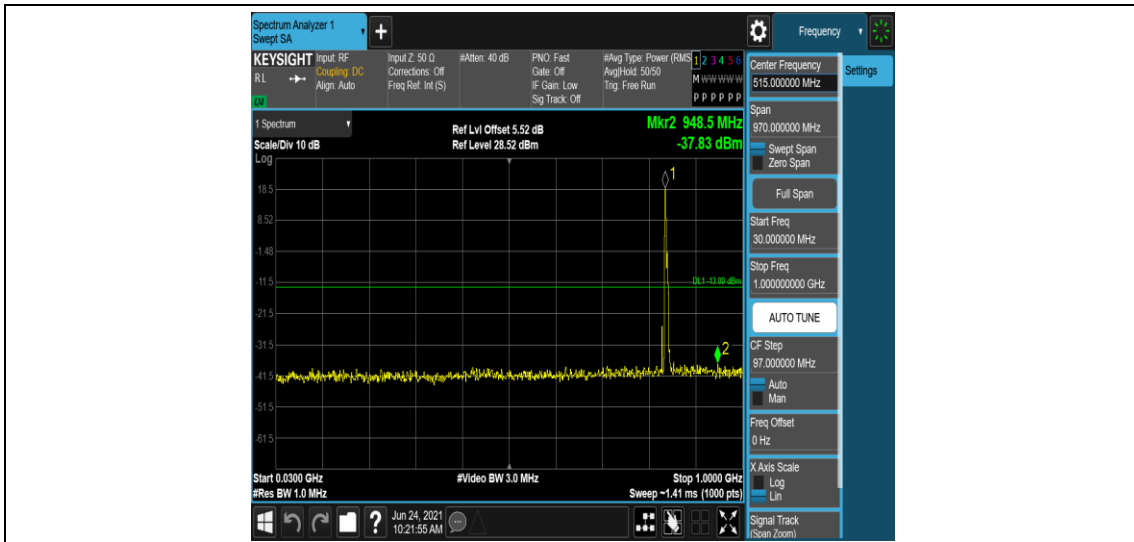 Spectrum Analyzer 1
Swept SA
+
Frequency
KEYSIGHT
RL
LXI
Input: RF
Coupling: DC
Align: Auto
Input Z: 50 Ω
Corrections: Off
Freq Ref: Int (S)
#Atten: 40 dB
PNO: Fast
Gate: Off
IF Gain: Low
Sig Track: Off
#Avg Type: Power (RMS
Avg|Hold: 50/50
Trig: Free Run
1 2 3 4 5 6
M W W W W W
P P P P P P
1 Spectrum
Scale/Div 10 dB
Log
Ref Lvl Offset 5.52 dB
Ref Level 28.52 dBm
Mkr2 948.5 MHz
-37.83 dBm
18.5
8.52
-1.48
-11.5
-21.5
-31.5
-41.5
-51.5
-61.5
1
DL1 -13.00 dBm
2
Start 0.0300 GHz
#Res BW 1.0 MHz
#Video BW 3.0 MHz
Stop 1.0000 GHz
Sweep ~1.41 ms (1000 pts)
?
Jun 24, 2021
10:21:55 AM
Center Frequency
515.000000 MHz
Span
970.000000 MHz
Swept Span
Zero Span
Full Span
Start Freq
30.000000 MHz
Stop Freq
1.000000000 GHz
AUTO TUNE
CF Step
97.000000 MHz
Auto
Man
Freq Offset
0 Hz
X Axis Scale
Log
Lin
Signal Track
(Span Zoom)
Settings